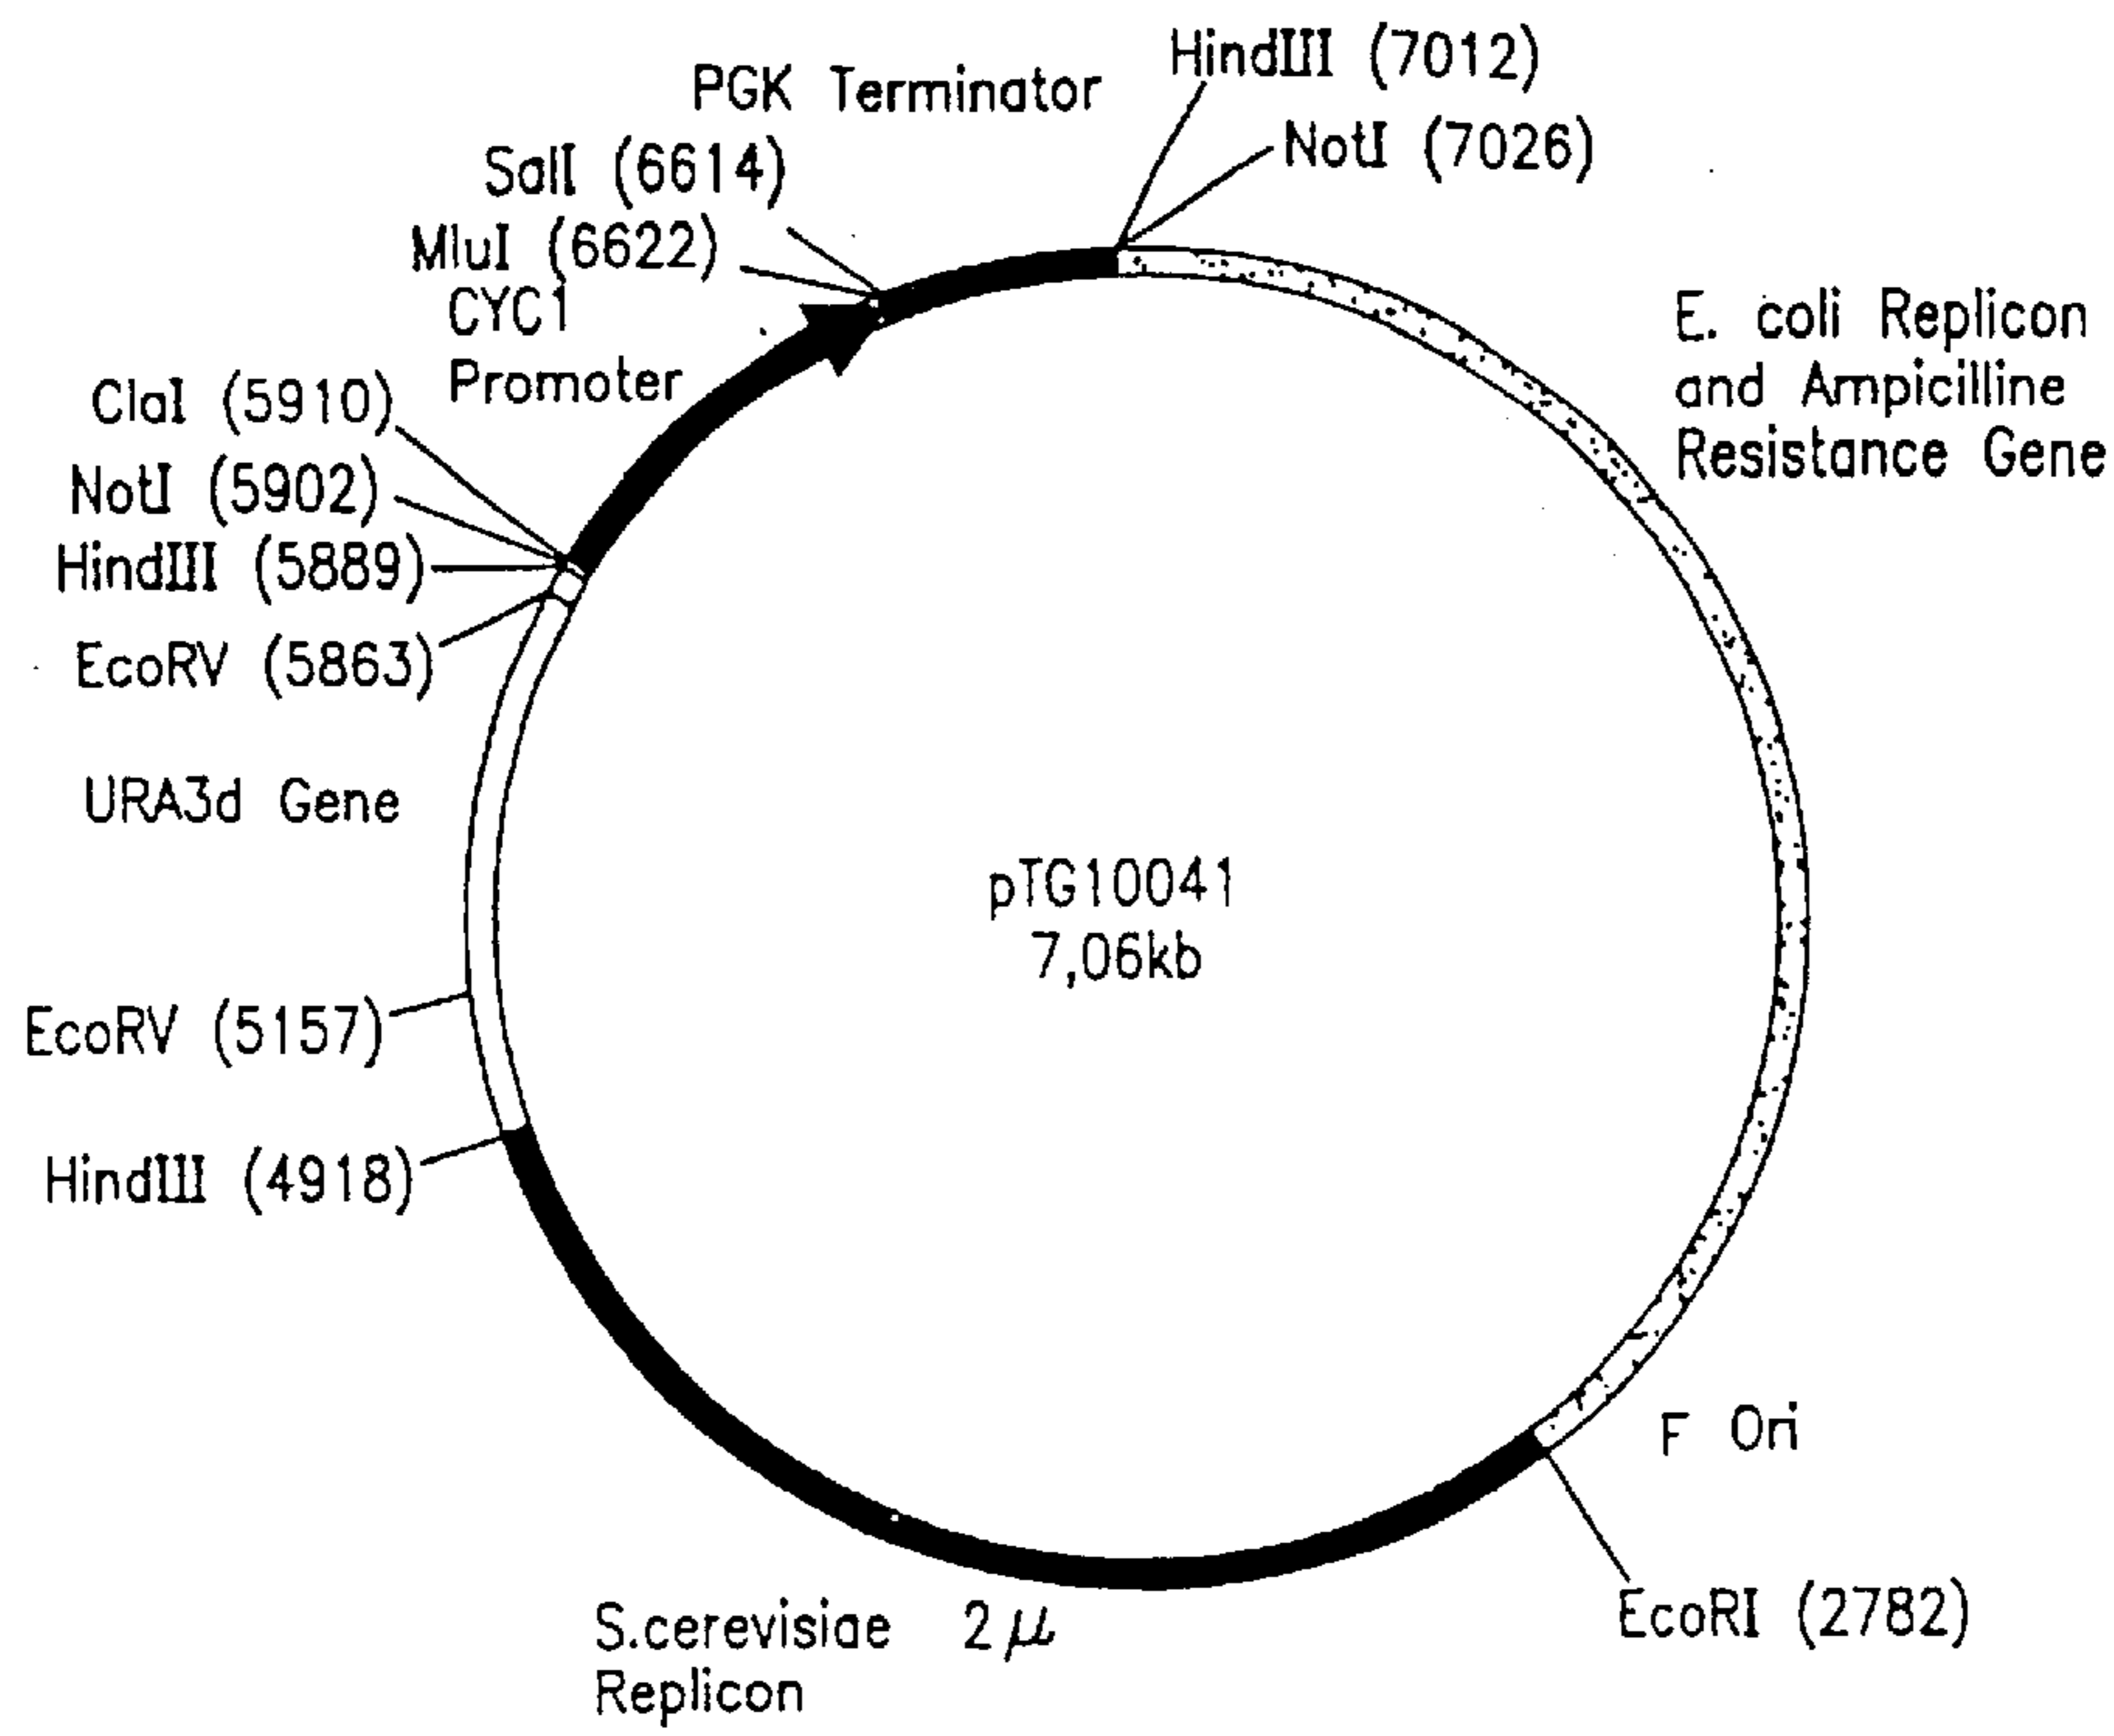 HindIII (7012)
PGK Terminator
NotI (7026)
SalI (6614)
MluI (6622)
CYC1
Promoter
E. coli Replicon
and Ampicilline
Resistance Gene
ClaI (5910)
NotI (5902)
HindIII (5889)
EcoRV (5863)
URA3d Gene
pTG10041
7,06kb
EcoRV (5157)
HindIII (4918)
F Ori
EcoRI (2782)
S.cerevisiae 2μ
Replicon